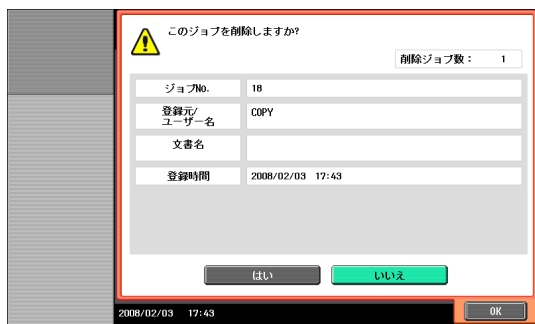 このジョブを削除しますか?
削除ジョブ数： 1
ジョブNo. 18
登録元/
ユーザー名 COPY
文書名
登録時間 2008/02/03 17:43
はい いいえ
2008/02/03 17:43 OK